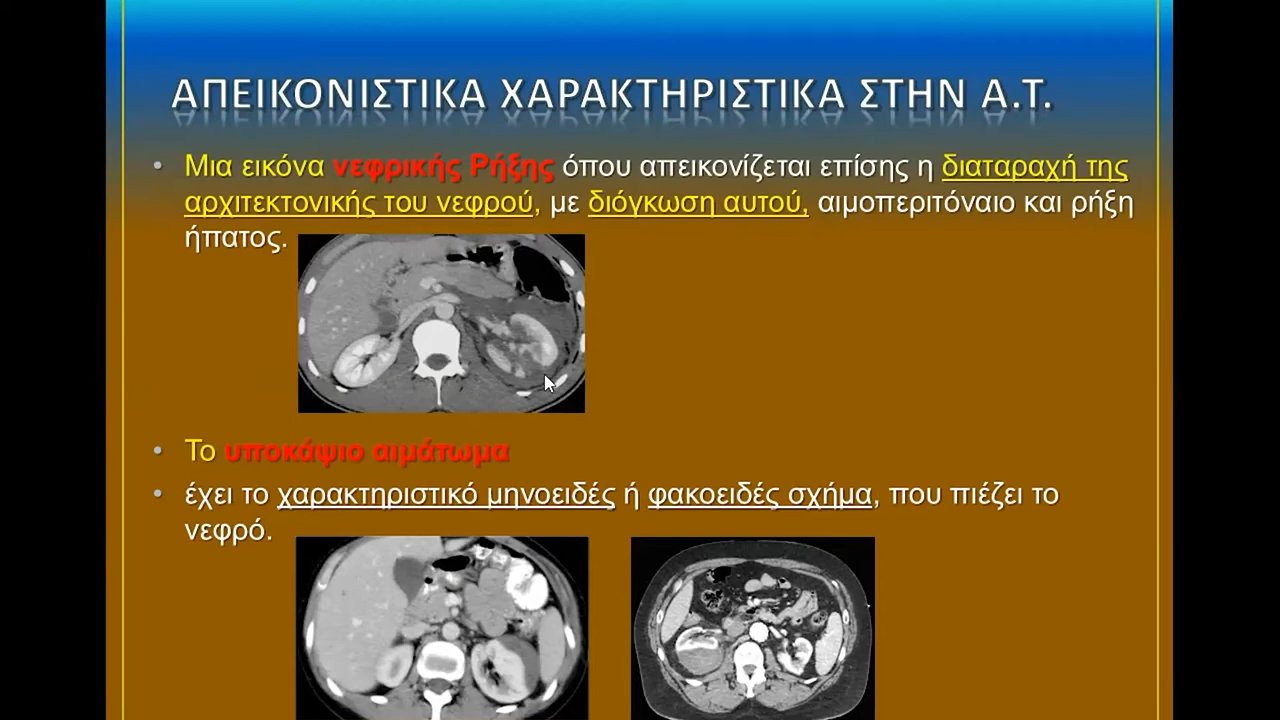 ΑΠΕΙΚΟΝΙΣΤΙΚΑ ΧΑΡΑΚΤΗΡΙΣΤΙΚΑ ΣΤΗΝ Α.Τ.
• Μια εικόνα νεφρικής Ρήξης όπου απεικονίζεται επίσης η διαταραχή της
αρχιτεκτονικής του νεφρού, με διόγκωση αυτού, αιμοπεριτόναιο και ρήξη
ήπατος.
• Το υποκάψιο αιμάτωμα
• έχει το χαρακτηριστικό μηνοειδές ή φακοειδές σχήμα, που πιέζει το
νεφρό.